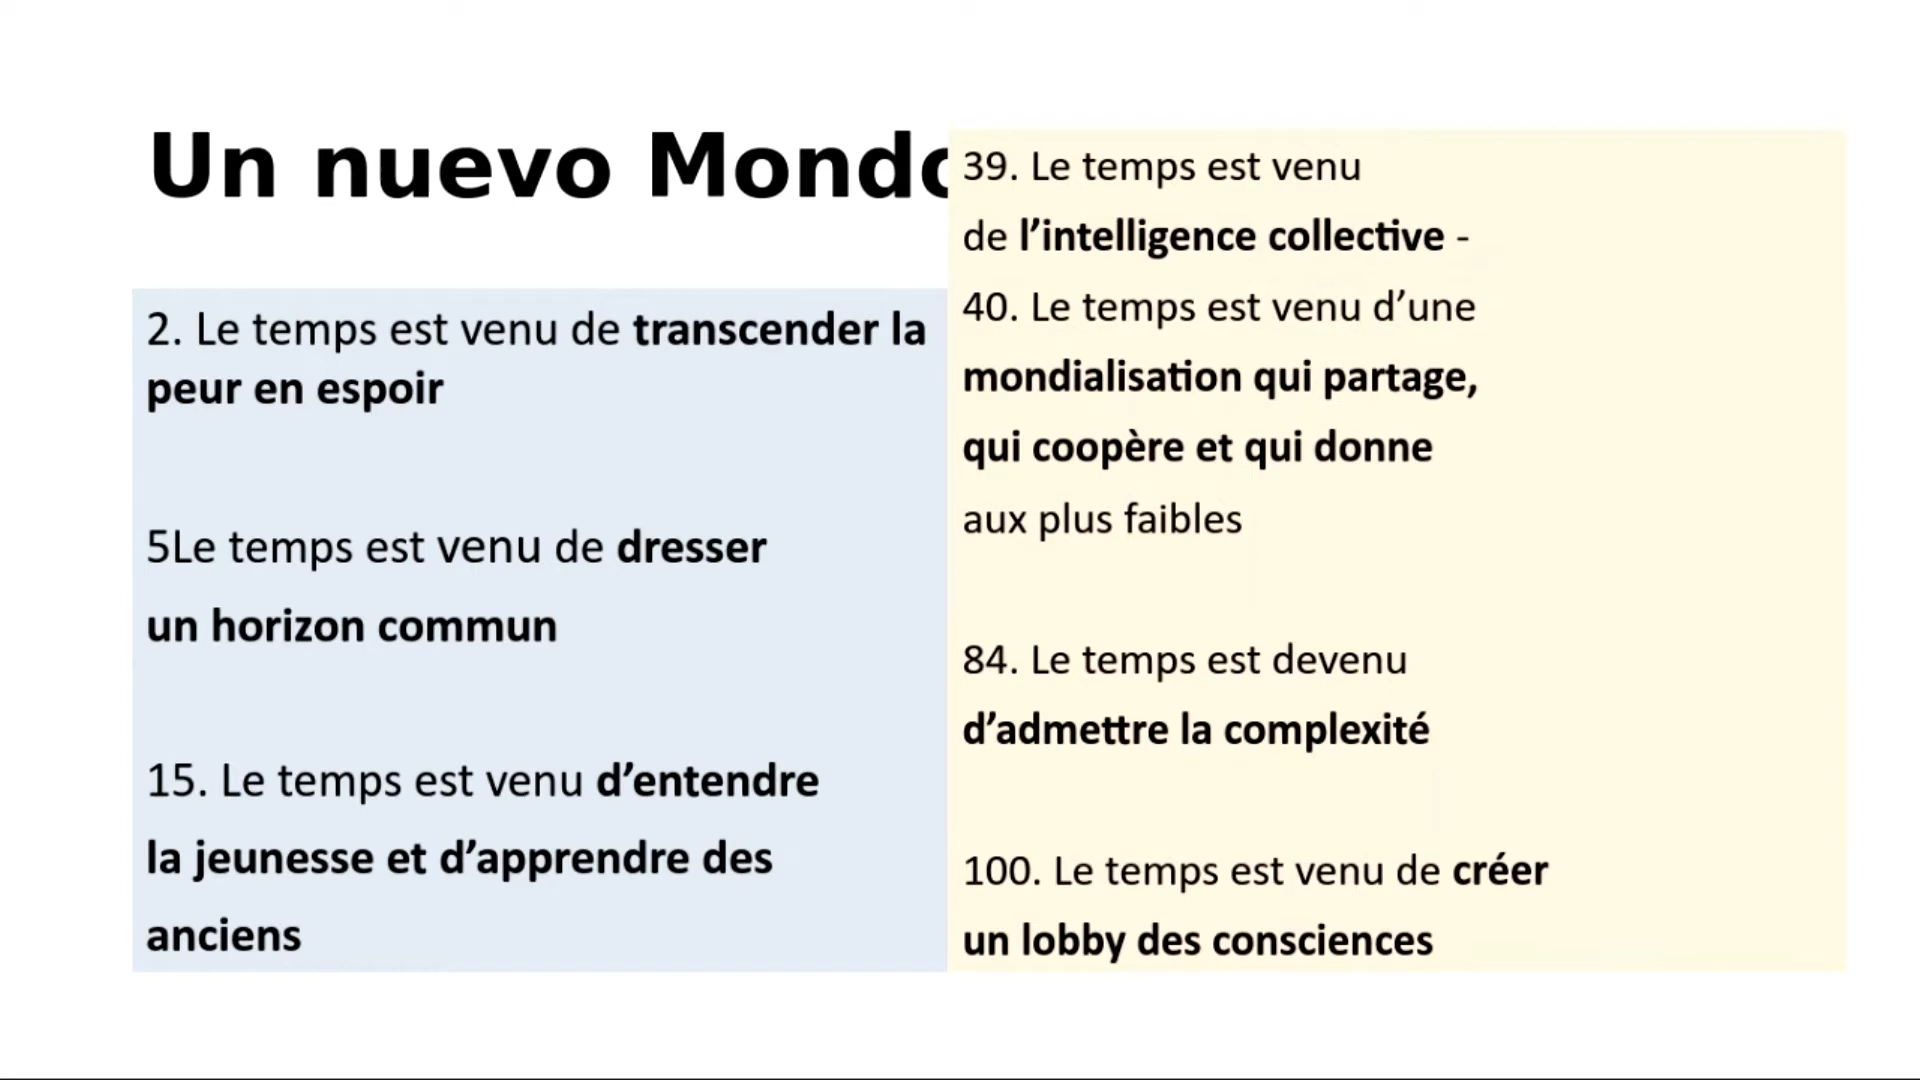 Un nuevo Mondo
2. Le temps est venu de transcender la
peur en espoir
5Le temps est venu de dresser
un horizon commun
15. Le temps est venu d’entendre
la jeunesse et d’apprendre des
anciens
39. Le temps est venu
de l’intelligence collective -
40. Le temps est venu d’une
mondialisation qui partage,
qui coopère et qui donne
aux plus faibles
84. Le temps est devenu
d’admettre la complexité
100. Le temps est venu de créer
un lobby des consciences